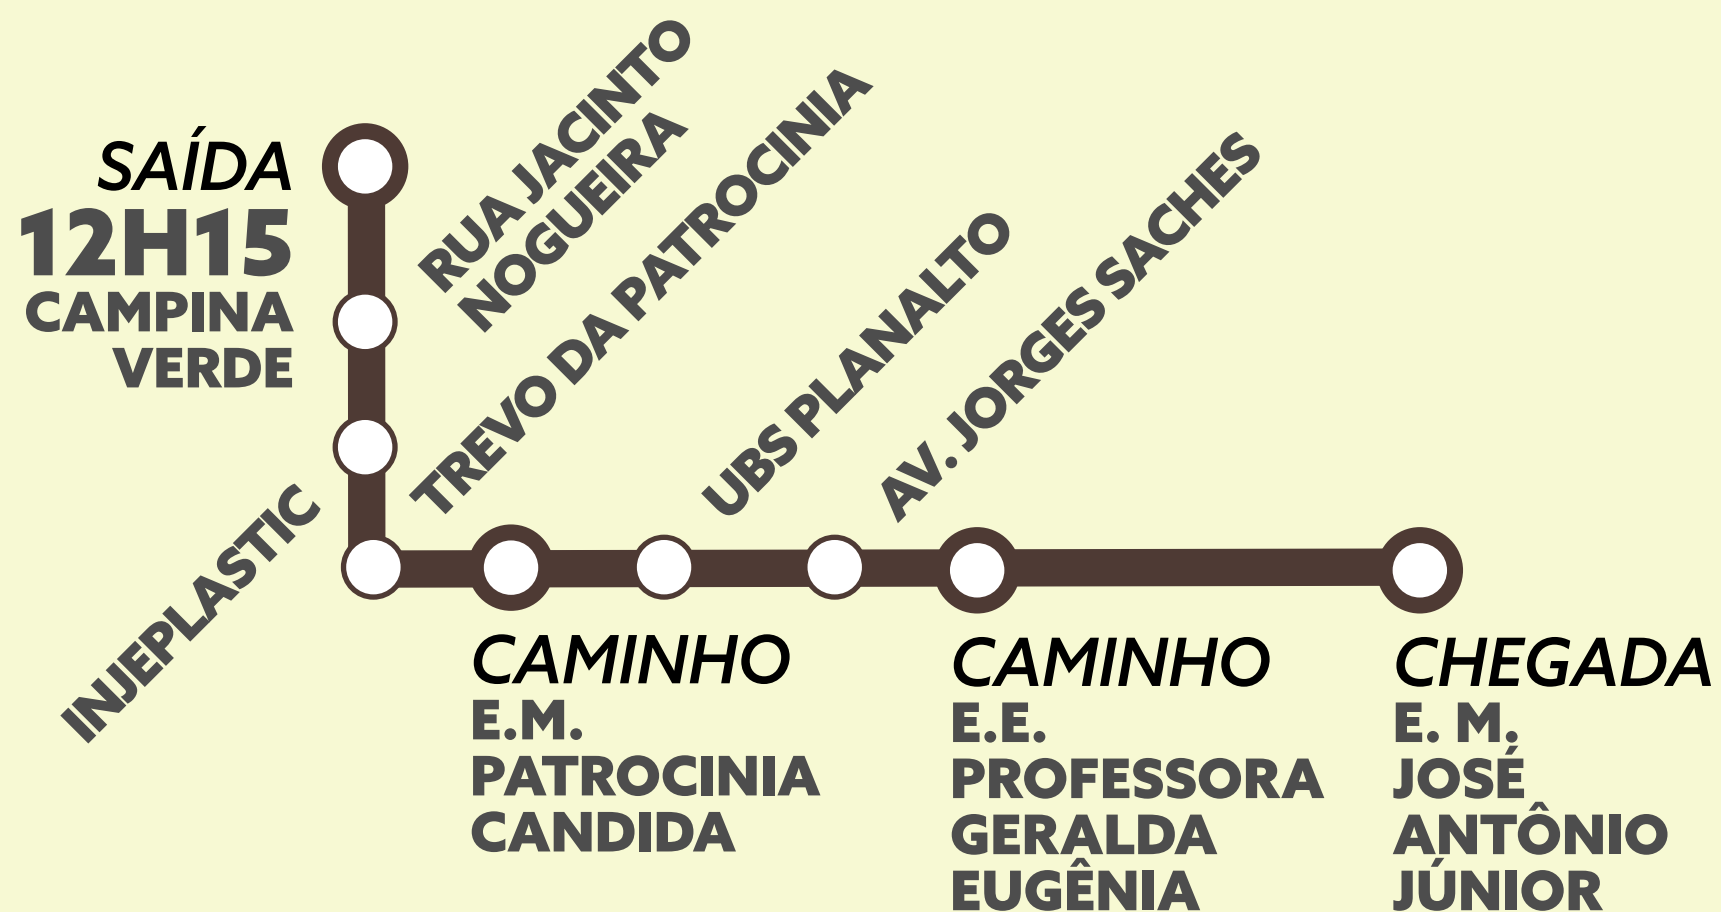 SAÍDA
12H15
CAMPINA
VERDE
RUA JACINTO
NOGUEIRA
TREVO DA PATROCINIA
INJEPLASTIC
UBS PLANALTO
AV. JORGES SACHES
CAMINHO
E.M.
PATROCINIA
CANDIDA
CAMINHO
E.E.
PROFESSORA
GERALDA
EUGÊNIA
CHEGADA
E. M.
JOSÉ
ANTÔNIO
JÚNIOR